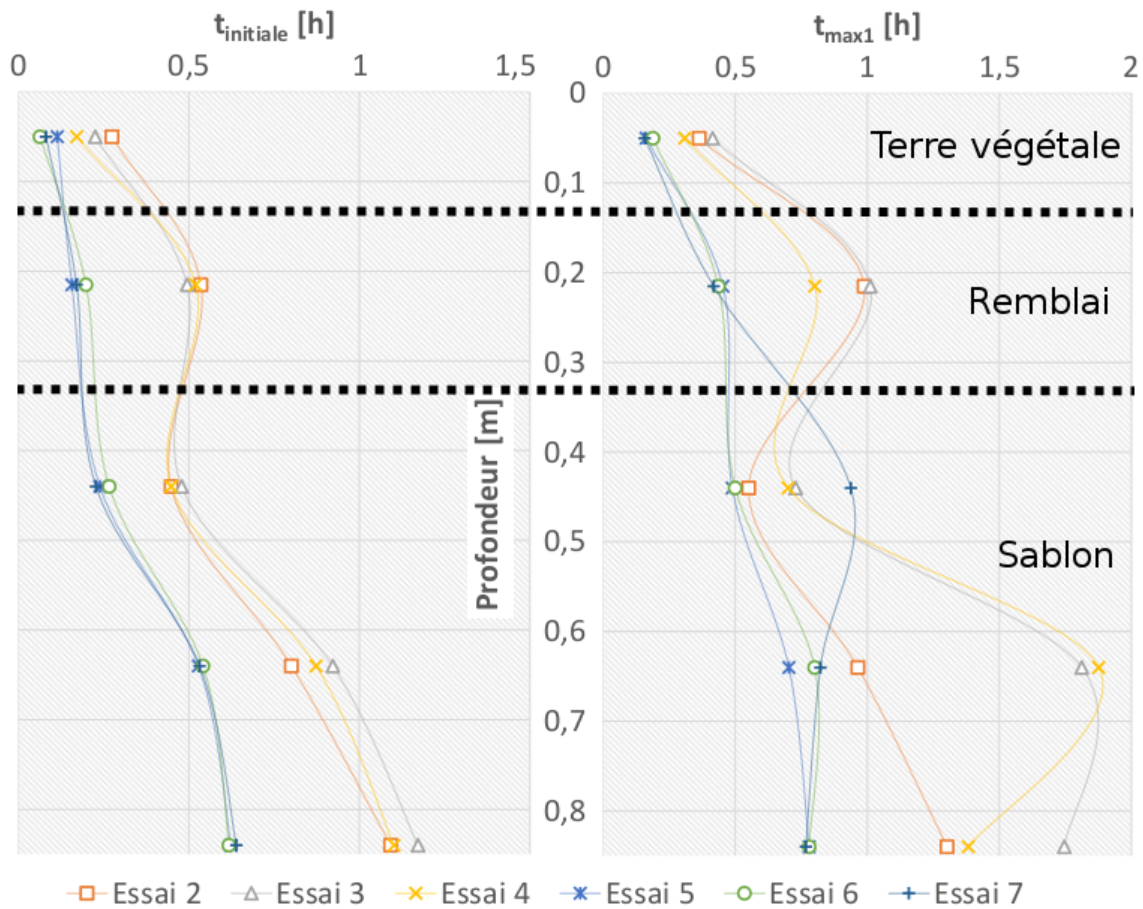 t_initiale [h]
t_max1 [h]
0 0,5 1 1,5
0 0,5 1 1,5 2
0
Terre végétale
0,1
0,2
Remblai
0,3
Profondeur [m]
0,4
0,5
Sablon
0,6
0,7
0,8
Essai 2 Essai 3 Essai 4 Essai 5 Essai 6 Essai 7